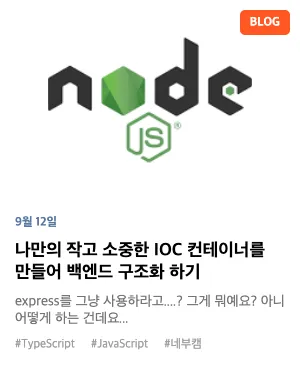 BLOG
node
JS®
9월 12일
나만의 작고 소중한 IOC 컨테이너를
만들어 백엔드 구조화 하기
express를 그냥 사용하라고....? 그게 뭐예요? 아니
어떻게 하는 건데요...
#TypeScript #JavaScript #네부캠